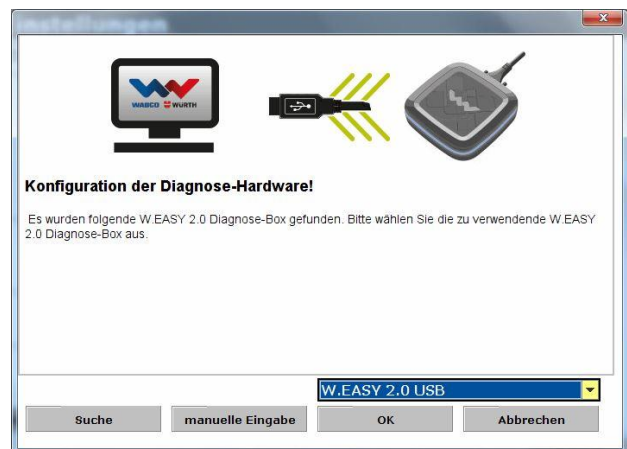 instellungen
WABCO WÜRTH
Konfiguration der Diagnose-Hardware!
Es wurden folgende W.EASY 2.0 Diagnose-Box gefunden. Bitte wählen Sie die zu verwendende W.EASY
2.0 Diagnose-Box aus.
W.EASY 2.0 USB
Suche manuelle Eingabe OK Abbrechen